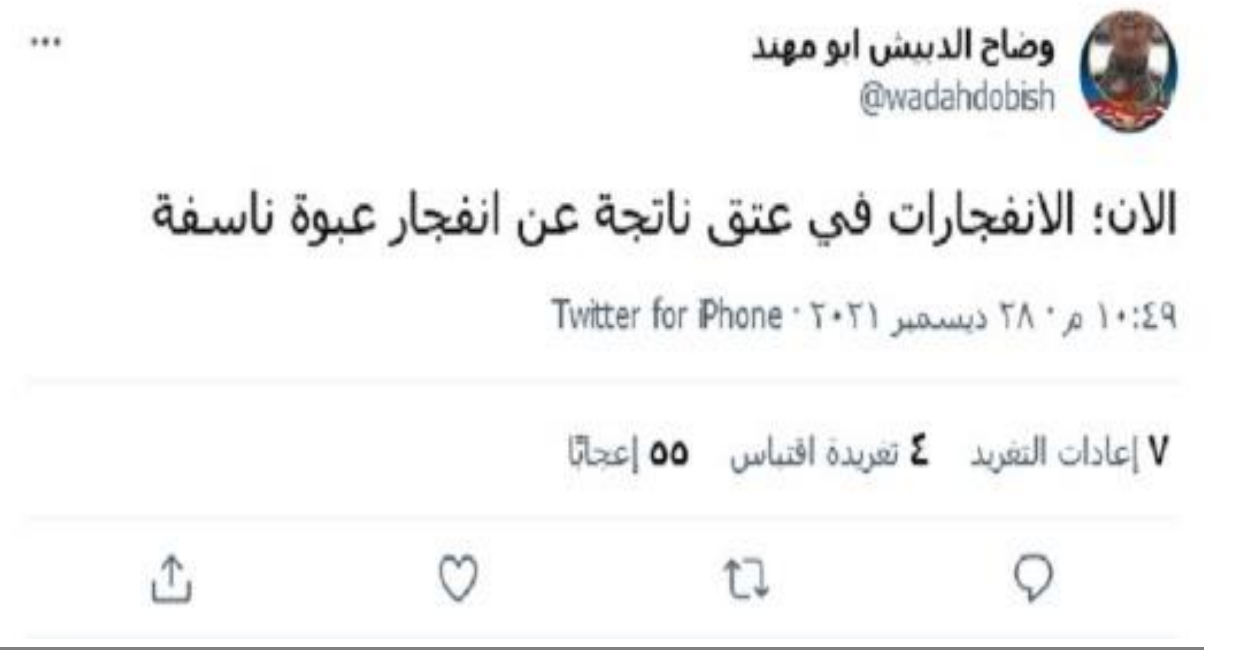 وضاح الدبيش ابو مهند
@wadahdobish
الان؛ الانفجارات في عتق ناتجة عن انفجار عبوة ناسفة
١٠:٤٩ م · ٢٨ ديسمبر ٢٠٢١ · Twitter for iPhone
٧ إعادات التغريد ٤ تغريدة اقتباس ٥٥ إعجابًا